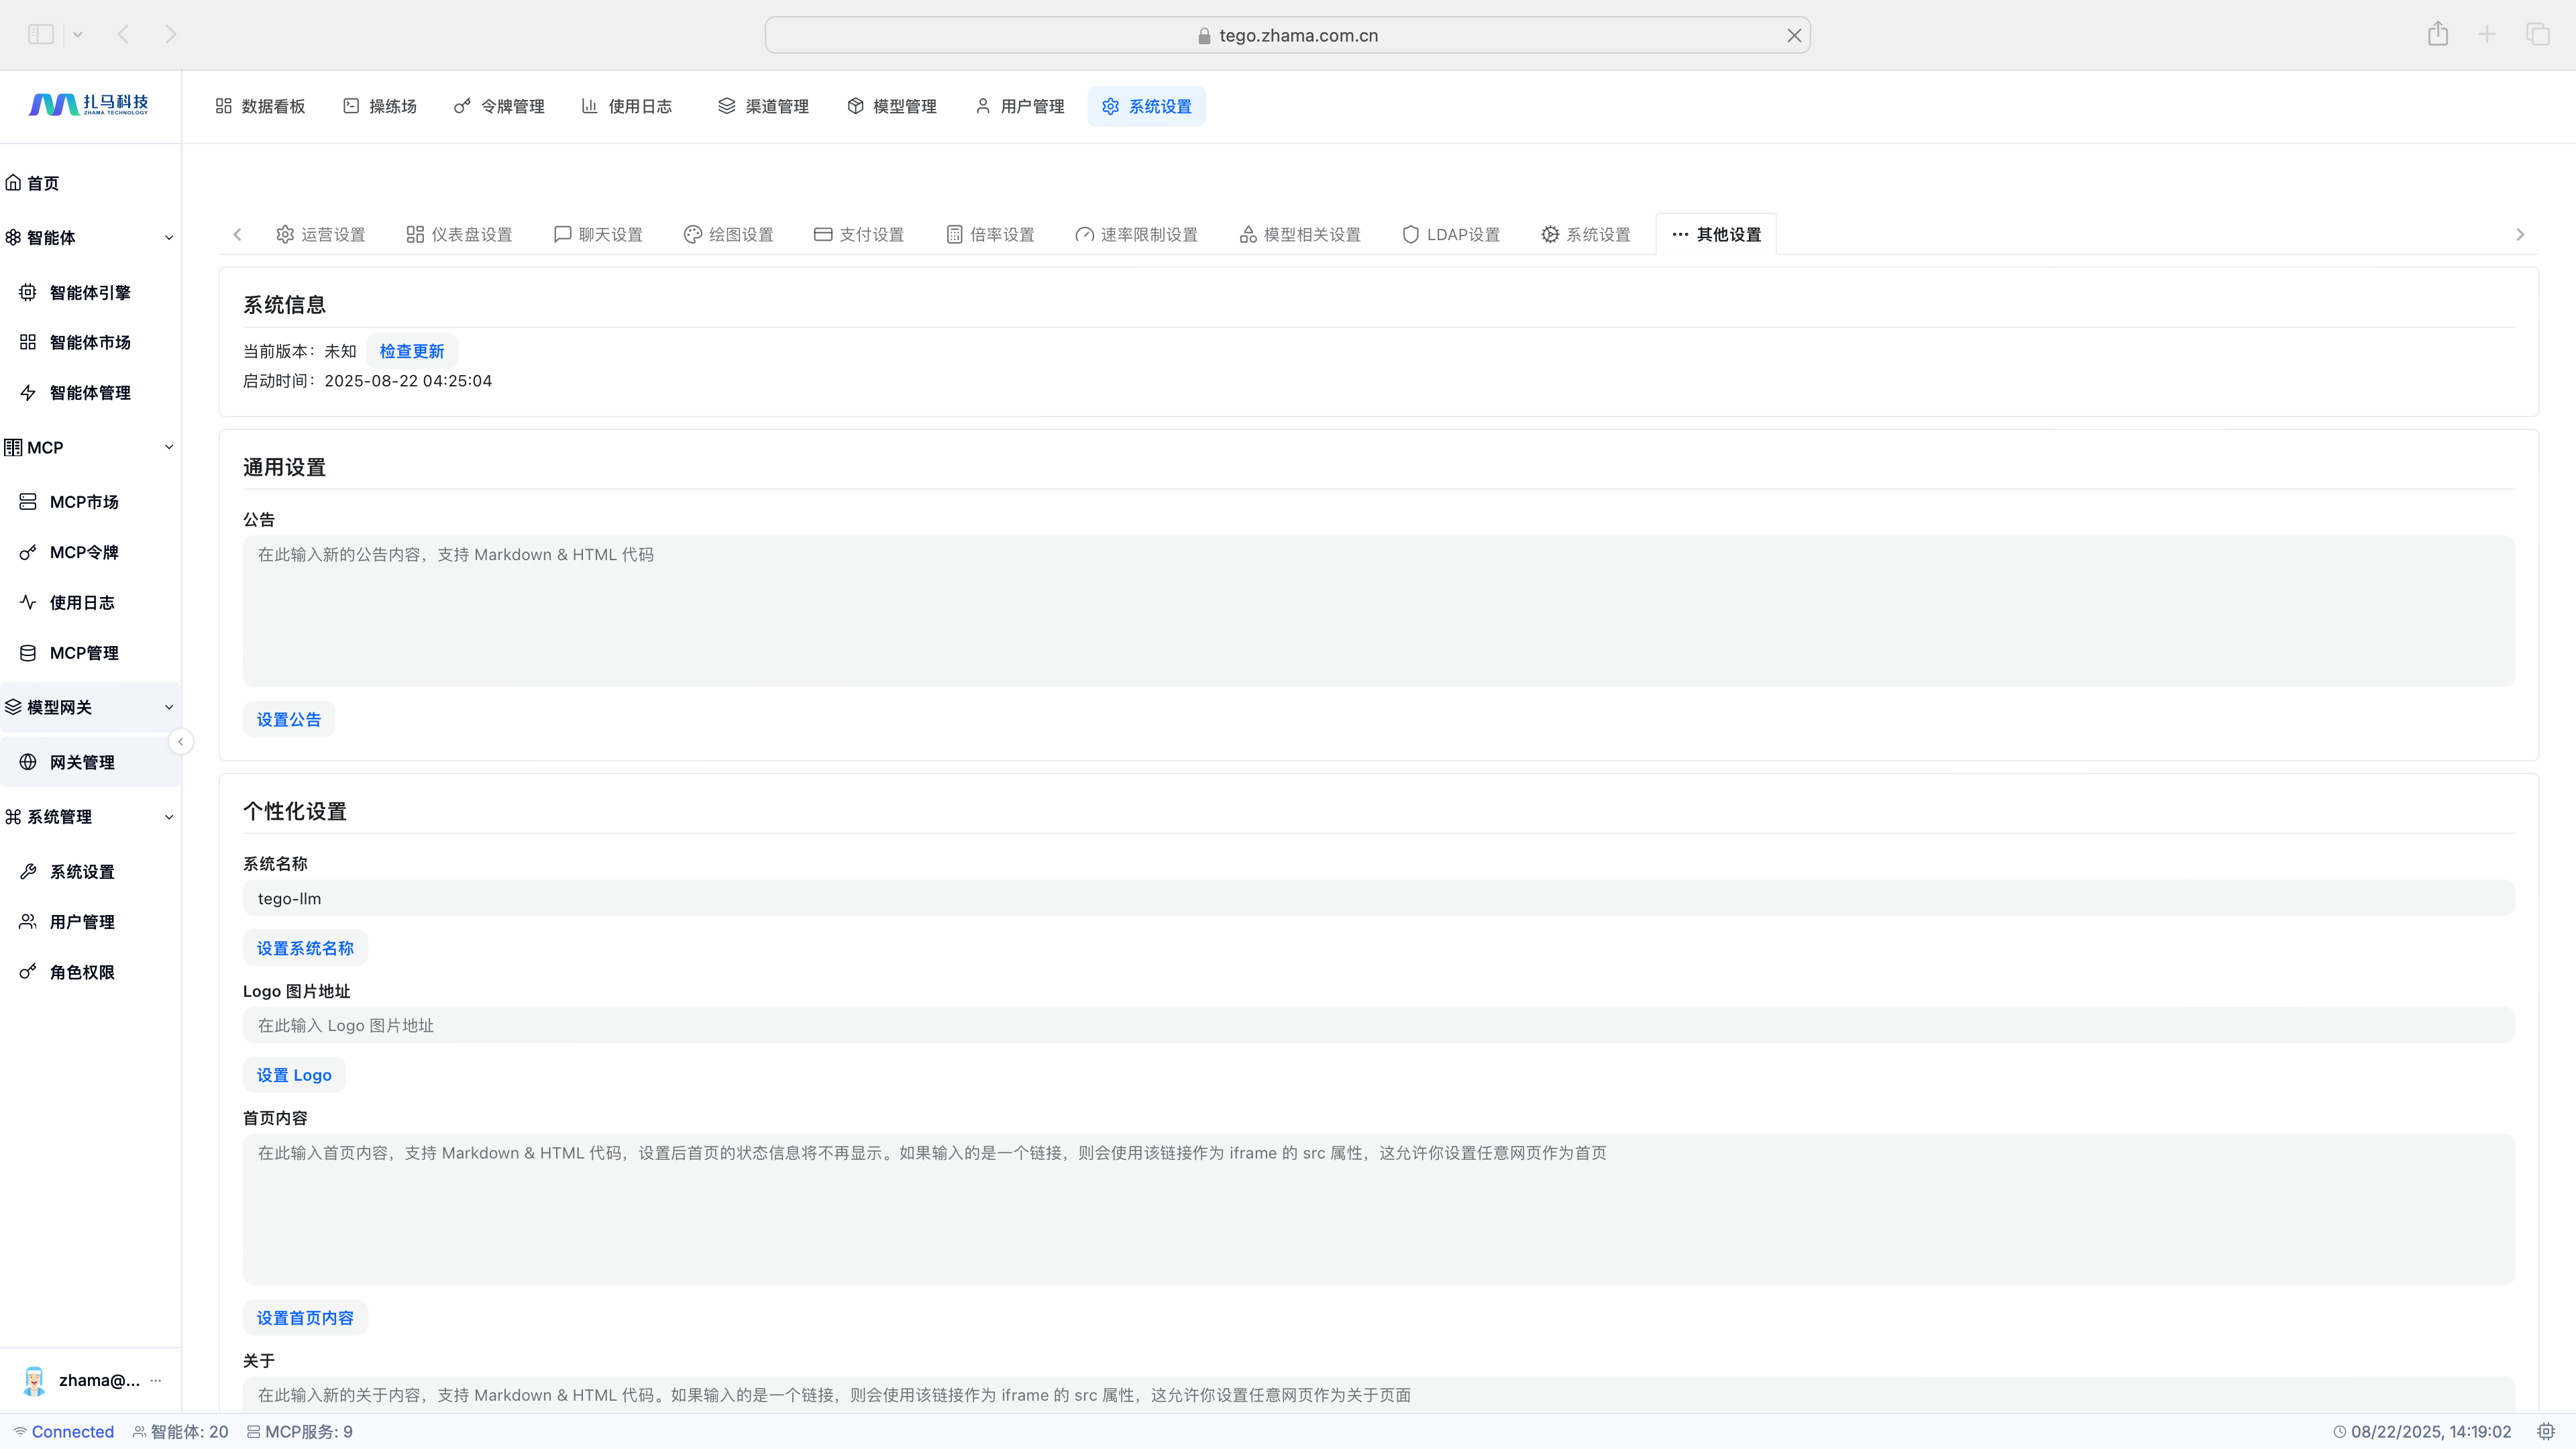 tego.zhama.com.cn
扎马科技
ZHAMA TECHNOLOGY
数据看板
操练场
令牌管理
使用日志
渠道管理
模型管理
用户管理
系统设置
首页
智能体
智能体引擎
智能体市场
智能体管理
MCP
MCP市场
MCP令牌
使用日志
MCP管理
模型网关
网关管理
系统管理
系统设置
用户管理
角色权限
zhama@...
运营设置
仪表盘设置
聊天设置
绘图设置
支付设置
倍率设置
速率限制设置
模型相关设置
LDAP设置
系统设置
其他设置
系统信息
当前版本：未知
检查更新
启动时间：2025-08-22 04:25:04
通用设置
公告
在此输入新的公告内容，支持 Markdown & HTML 代码
设置公告
个性化设置
系统名称
tego-llm
设置系统名称
Logo 图片地址
在此输入 Logo 图片地址
设置 Logo
首页内容
在此输入首页内容，支持 Markdown & HTML 代码，设置后首页的状态信息将不再显示。如果输入的是一个链接，则会使用该链接作为 iframe 的 src 属性，这允许你设置任意网页作为首页
设置首页内容
关于
在此输入新的关于内容，支持 Markdown & HTML 代码。如果输入的是一个链接，则会使用该链接作为 iframe 的 src 属性，这允许你设置任意网页作为关于页面
Connected
智能体: 20
MCP服务: 9
08/22/2025, 14:19:02